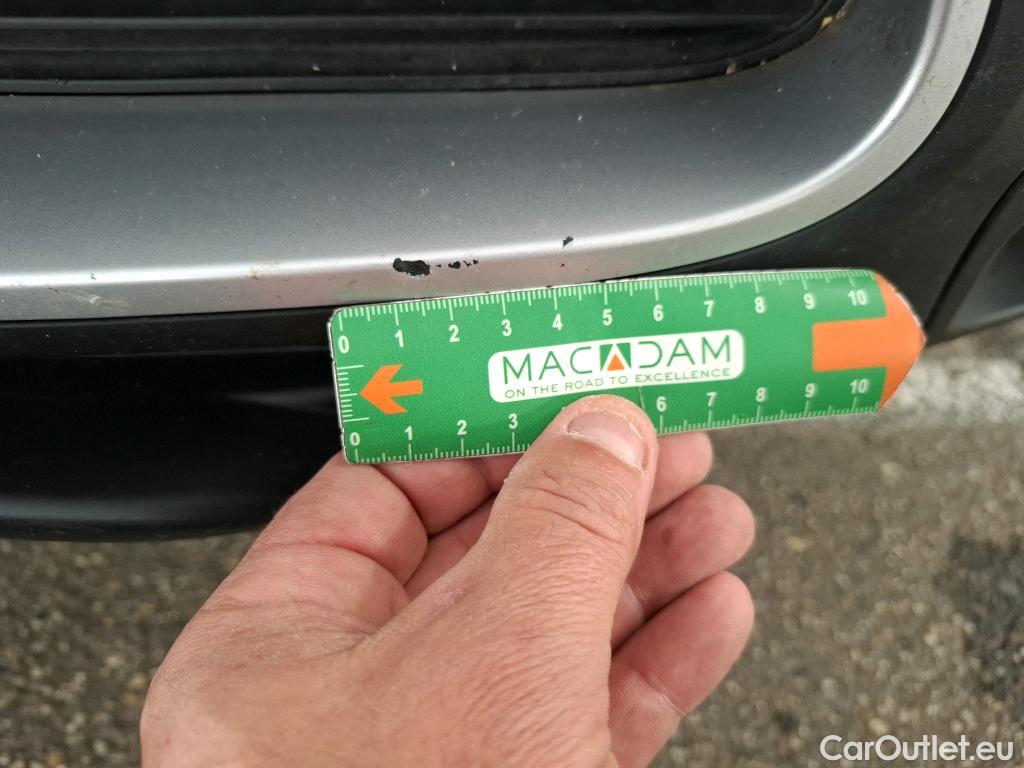 0 1 2 3 4 5 6 7 8 9 10
MACADAM
ON THE ROAD TO EXCELLENCE
0 1 2 3 6 7 8 9 10
CarOutlet.eu